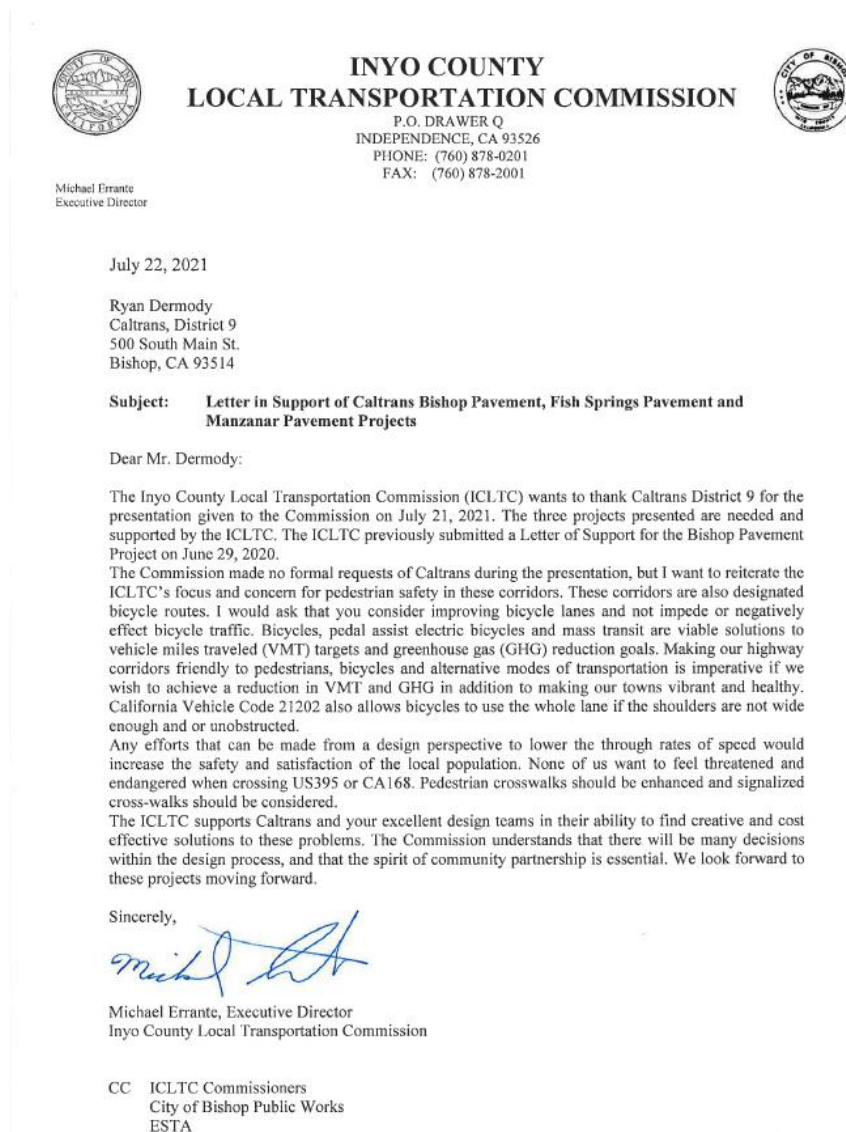 INYO COUNTY
LOCAL TRANSPORTATION COMMISSION
P.O. DRAWER Q
INDEPENDENCE, CA 93526
PHONE: (760) 878-0201
FAX: (760) 878-2001
COUNTY OF INYO
CALIFORNIA
CITY OF BISHOP
Michael Errante
Executive Director
July 22, 2021
Ryan Dermody
Caltrans, District 9
500 South Main St.
Bishop, CA 93514
Subject: Letter in Support of Caltrans Bishop Pavement, Fish Springs Pavement and
Manzanar Pavement Projects
Dear Mr. Dermody:
The Inyo County Local Transportation Commission (ICLTC) wants to thank Caltrans District 9 for the
presentation given to the Commission on July 21, 2021. The three projects presented are needed and
supported by the ICLTC. The ICLTC previously submitted a Letter of Support for the Bishop Pavement
Project on June 29, 2020.
The Commission made no formal requests of Caltrans during the presentation, but I want to reiterate the
ICLTC's focus and concern for pedestrian safety in these corridors. These corridors are also designated
bicycle routes. I would ask that you consider improving bicycle lanes and not impede or negatively
effect bicycle traffic. Bicycles, pedal assist electric bicycles and mass transit are viable solutions to
vehicle miles traveled (VMT) targets and greenhouse gas (GHG) reduction goals. Making our highway
corridors friendly to pedestrians, bicycles and alternative modes of transportation is imperative if we
wish to achieve a reduction in VMT and GHG in addition to making our towns vibrant and healthy.
California Vehicle Code 21202 also allows bicycles to use the whole lane if the shoulders are not wide
enough and or unobstructed.
Any efforts that can be made from a design perspective to lower the through rates of speed would
increase the safety and satisfaction of the local population. None of us want to feel threatened and
endangered when crossing US395 or CA168. Pedestrian crosswalks should be enhanced and signalized
cross-walks should be considered.
The ICLTC supports Caltrans and your excellent design teams in their ability to find creative and cost
effective solutions to these problems. The Commission understands that there will be many decisions
within the design process, and that the spirit of community partnership is essential. We look forward to
these projects moving forward.
Sincerely,
Michael Errante, Executive Director
Inyo County Local Transportation Commission
CC ICLTC Commissioners
City of Bishop Public Works
ESTA